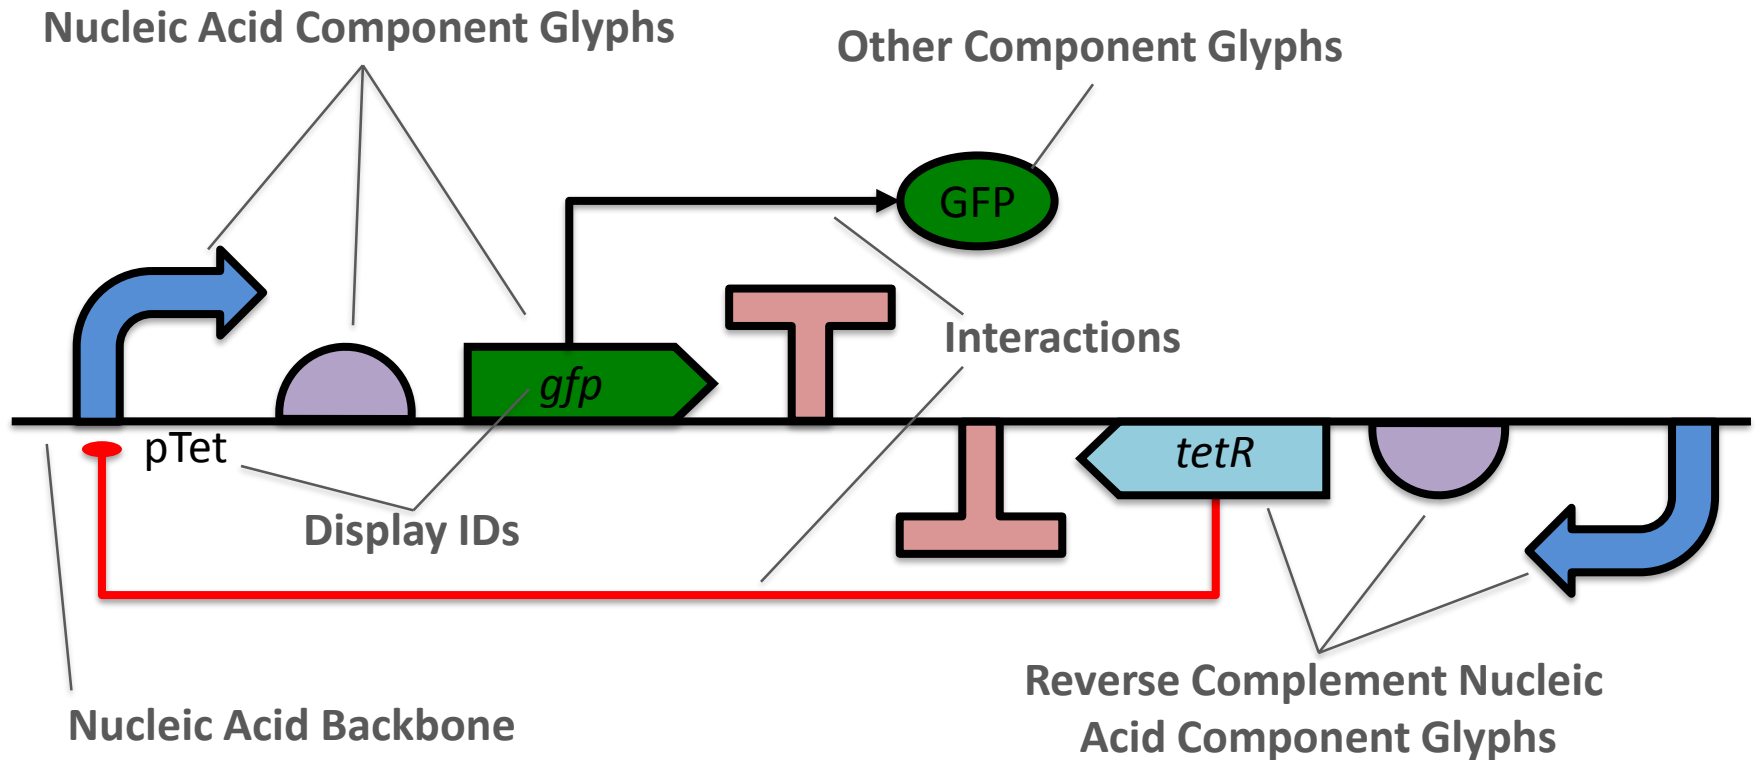 Nucleic Acid Component Glyphs
Other Component Glyphs
GFP
Interactions
gfp
pTet
tetR
Display IDs
Reverse Complement Nucleic
Acid Component Glyphs
Nucleic Acid Backbone